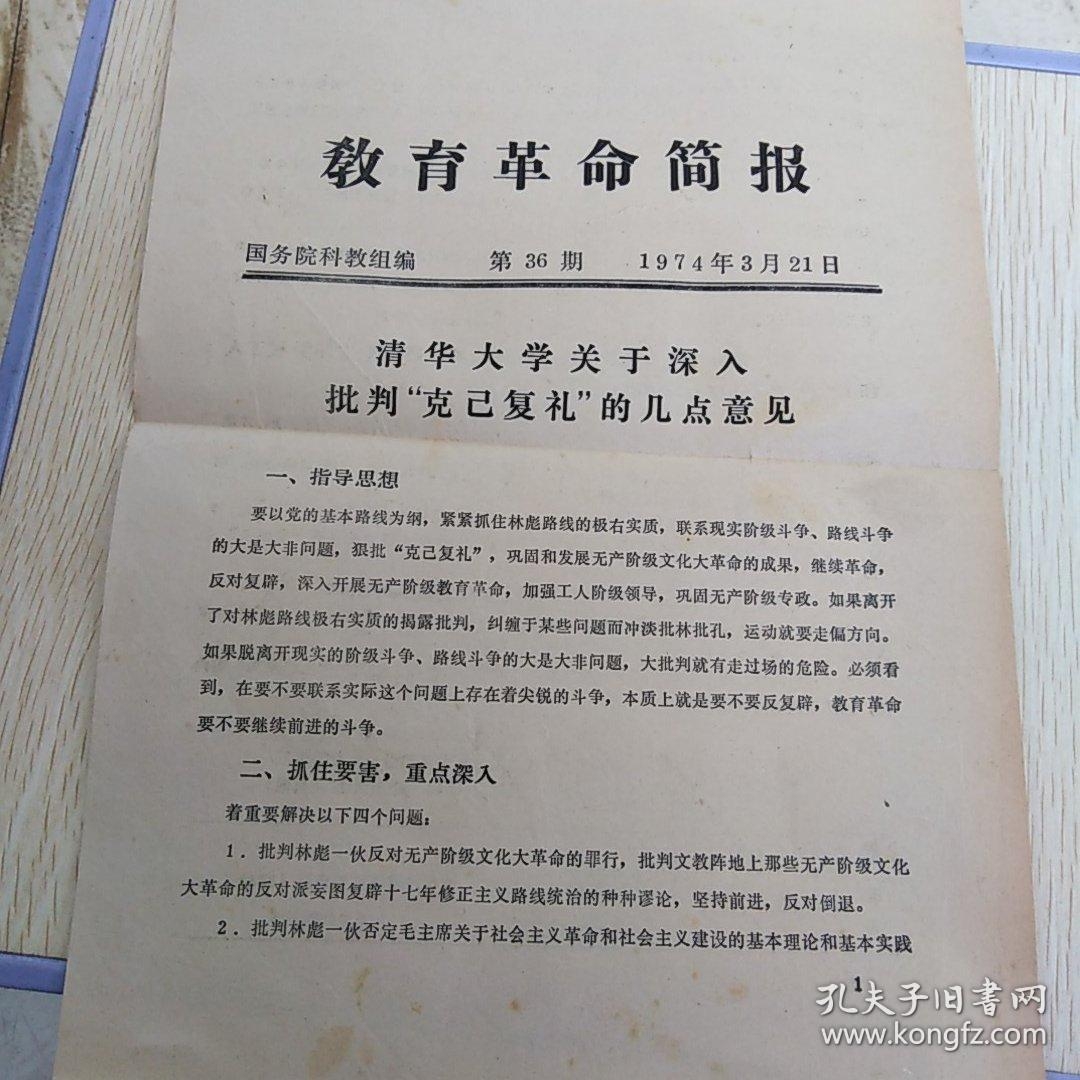 教育革命简报
国务院科教组编 第36期 1974年3月21日
清华大学关于深入
批判“克己复礼”的几点意见
一、指导思想
要以党的基本路线为纲，紧紧抓住林彪路线的极右实质，联系现实阶级斗争、路线斗争
的大是大非问题，狠批“克己复礼”，巩固和发展无产阶级文化大革命的成果，继续革命，
反对复辟，深入开展无产阶级教育革命，加强工人阶级领导，巩固无产阶级专政。如果离开
了对林彪路线极右实质的揭露批判，纠缠于某些问题而冲淡批林批孔，运动就要走偏方向。
如果脱离开现实的阶级斗争、路线斗争的大是大非问题，大批判就有走过场的危险。必须看
到，在要不要联系实际这个问题上存在着尖锐的斗争，本质上就是要不要反复辟，教育革命
要不要继续前进的斗争。
二、抓住要害，重点深入
着重要解决以下四个问题：
1．批判林彪一伙反对无产阶级文化大革命的罪行，批判文教阵地上那些无产阶级文化
大革命的反对派妄图复辟十七年修正主义路线统治的种种谬论，坚持前进，反对倒退。
2．批判林彪一伙否定毛主席关于社会主义革命和社会主义建设的基本理论和基本实践
1
孔夫子旧书网
www.kongfz.com